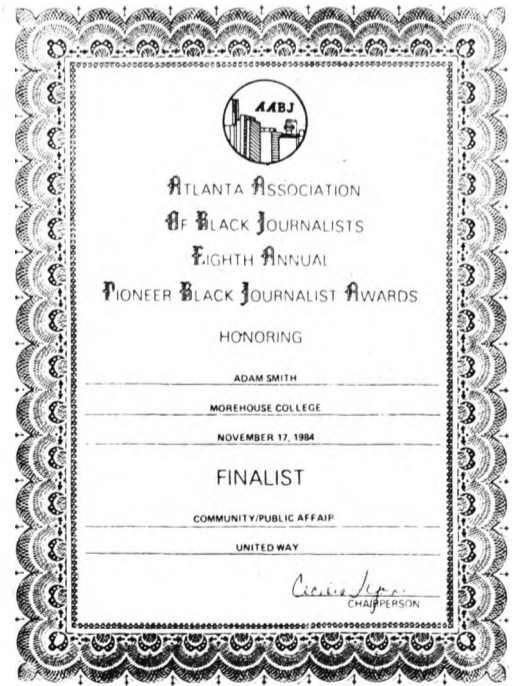 AABJ
ATLANTA ASSOCIATION
OF BLACK JOURNALISTS
EIGHTH ANNUAL
PIONEER BLACK JOURNALIST AWARDS
HONORING
ADAM SMITH
MOREHOUSE COLLEGE
NOVEMBER 17, 1984
FINALIST
COMMUNITY/PUBLIC AFFAIR
UNITED WAY
CHAIRPERSON